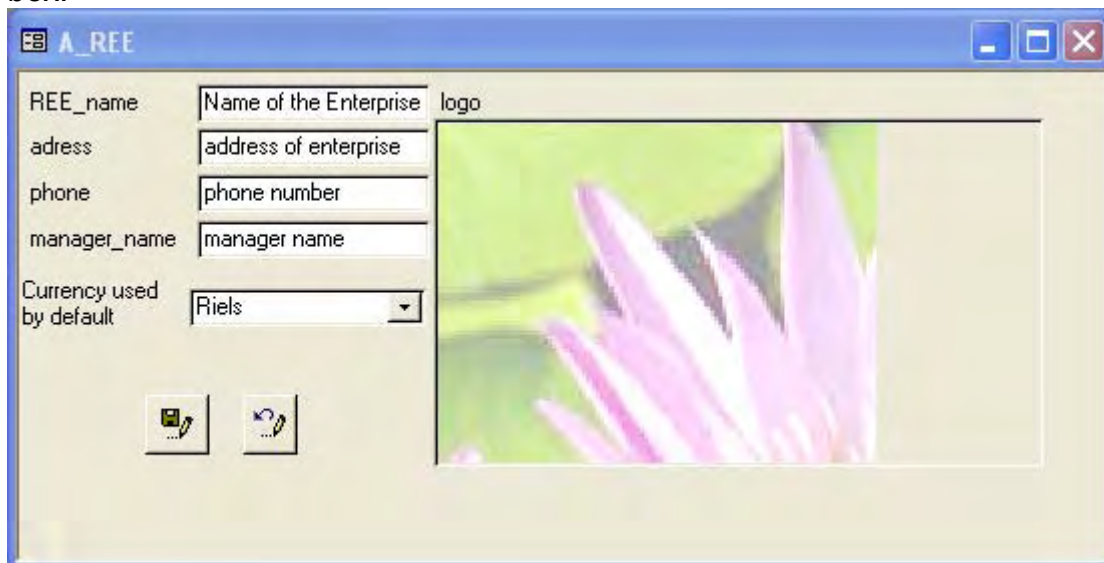 A_REE
REE_name Name of the Enterprise logo
adress address of enterprise
phone phone number
manager_name manager name
Currency used
by default Riels